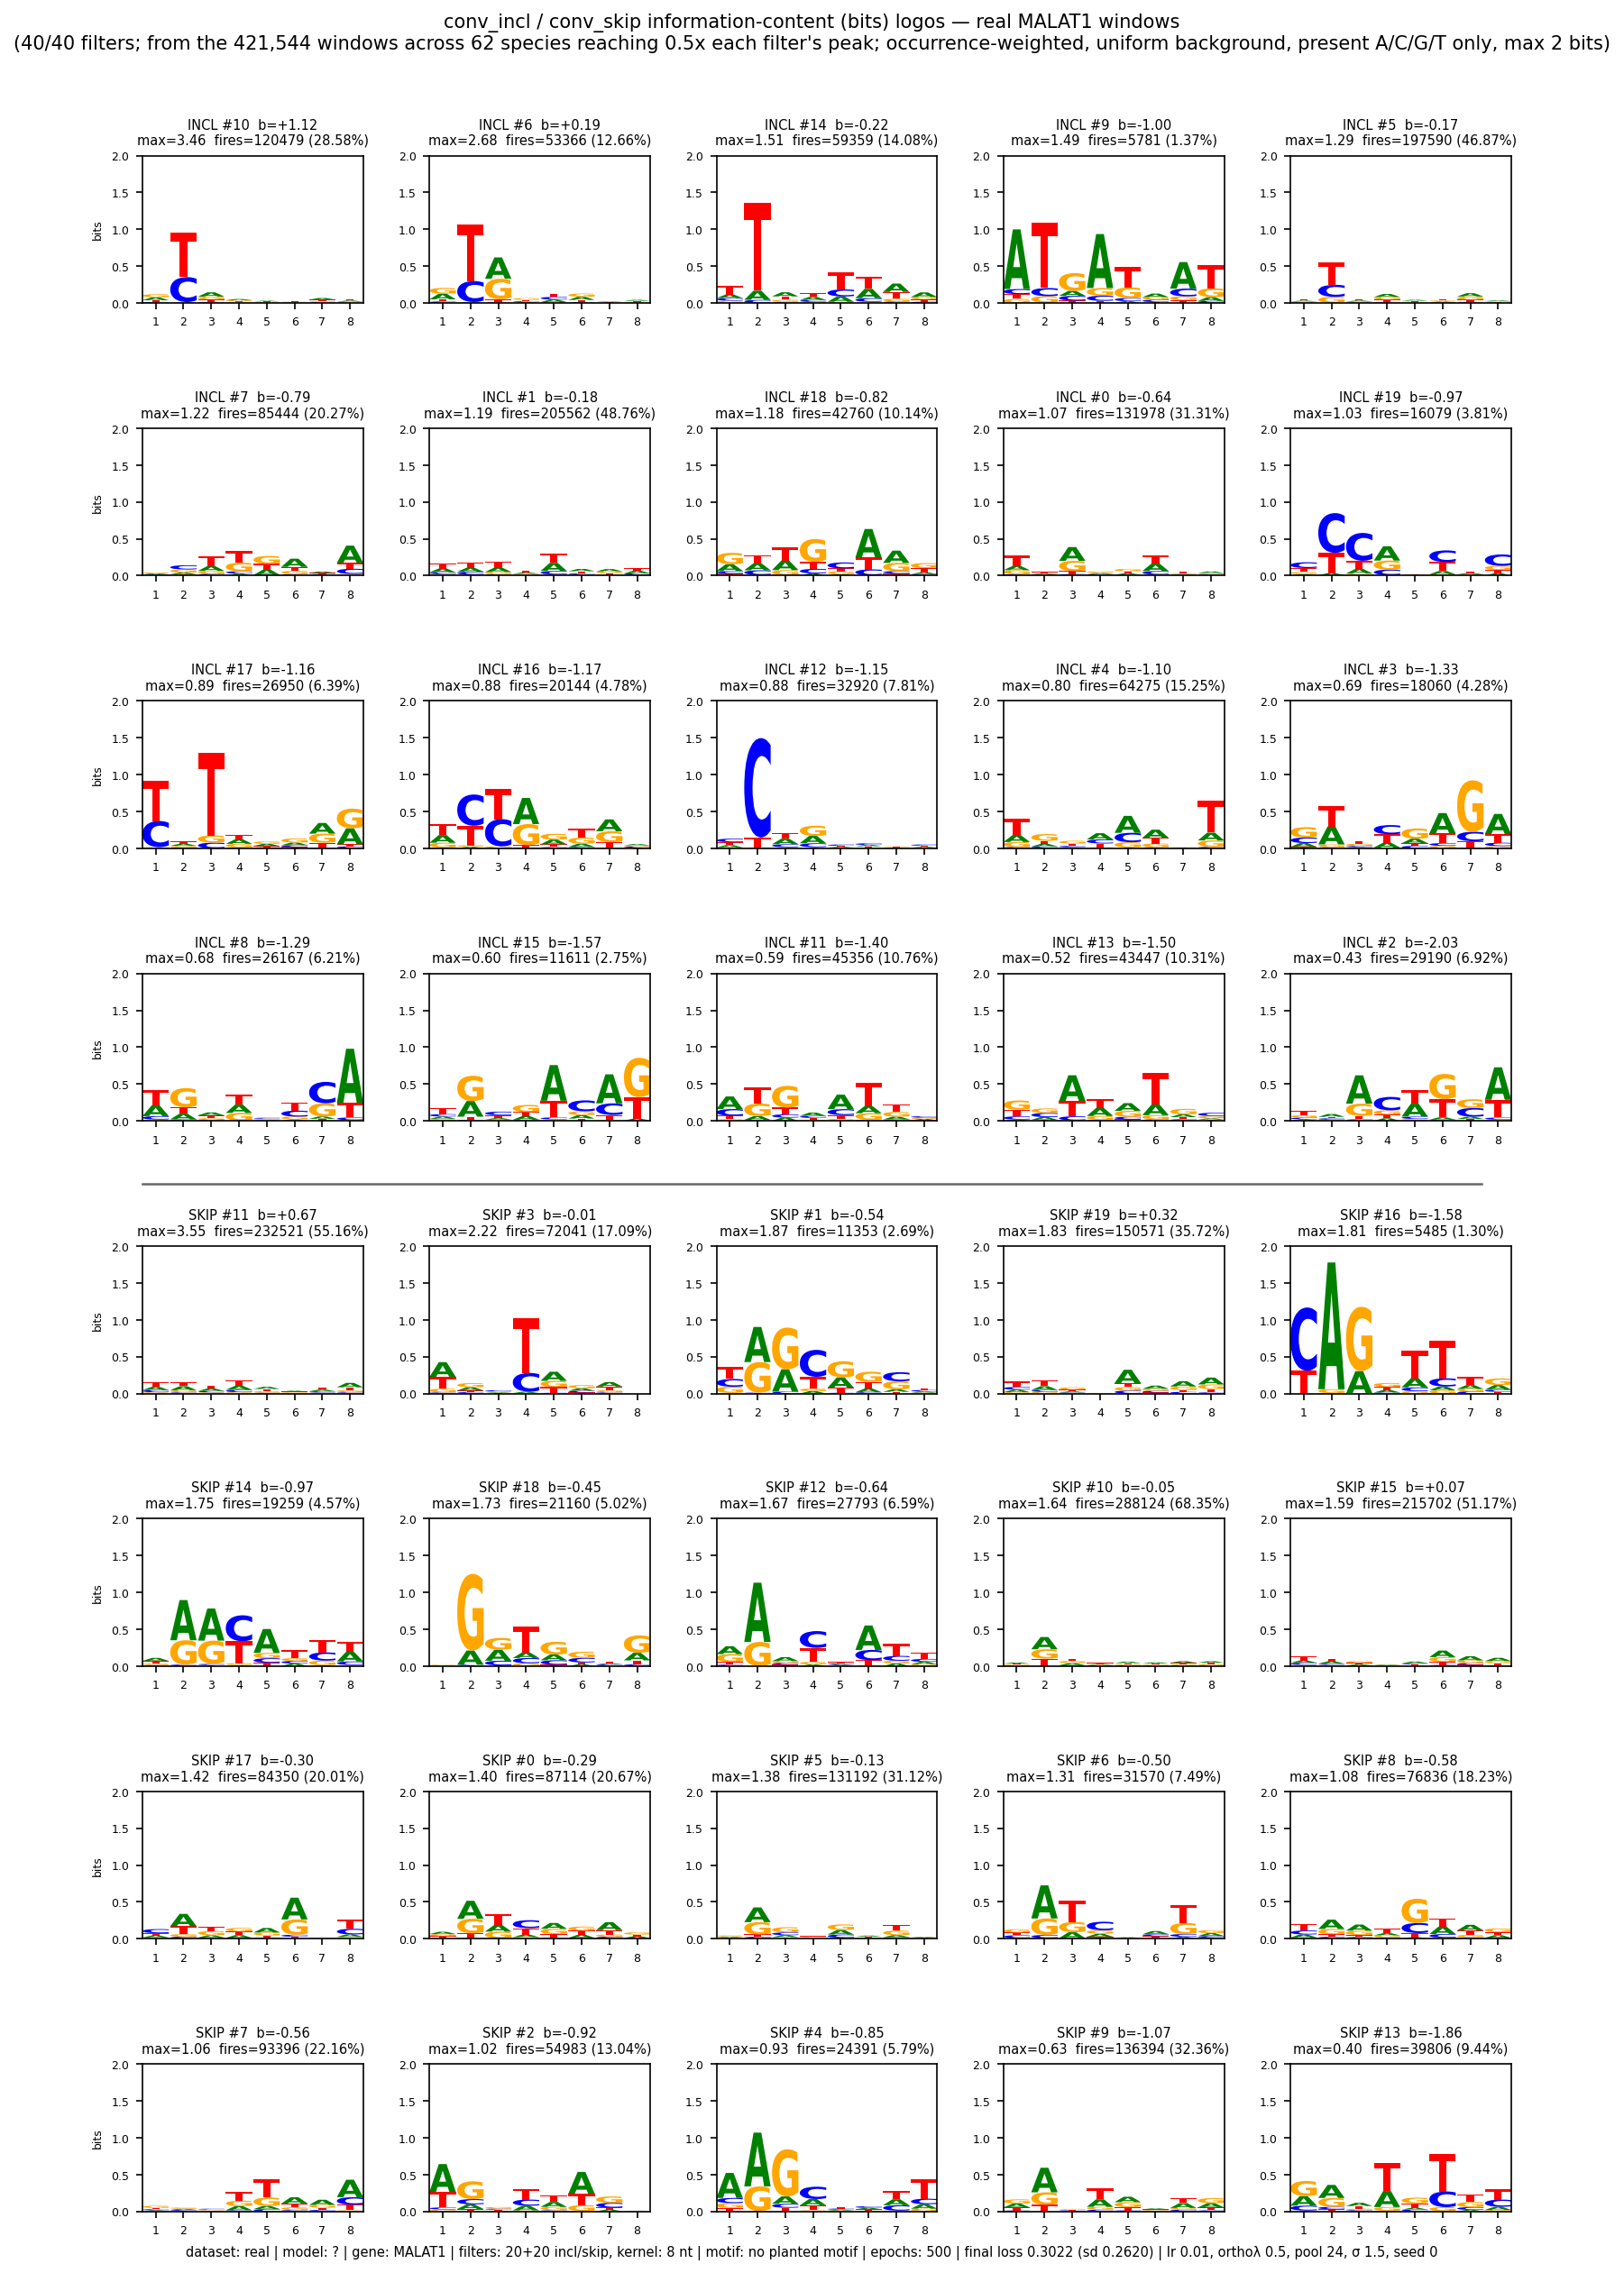 conv_incl / conv_skip information-content (bits) logos — real MALAT1 windows
(40/40 filters; from the 421,544 windows across 62 species reaching 0.5x each filter's peak; occurrence-weighted, uniform background, present A/C/G/T only, max 2 bits)
INCL #10 b=+1.12
max=3.46 fires=120479 (28.58%)
INCL #6 b=+0.19
max=2.68 fires=53366 (12.66%)
INCL #14 b=-0.22
max=1.51 fires=59359 (14.08%)
INCL #9 b=-1.00
max=1.49 fires=5781 (1.37%)
INCL #5 b=-0.17
max=1.29 fires=197590 (46.87%)
INCL #7 b=-0.79
max=1.22 fires=85444 (20.27%)
INCL #1 b=-0.18
max=1.19 fires=205562 (48.76%)
INCL #18 b=-0.82
max=1.18 fires=42760 (10.14%)
INCL #0 b=-0.64
max=1.07 fires=131978 (31.31%)
INCL #19 b=-0.97
max=1.03 fires=16079 (3.81%)
INCL #17 b=-1.16
max=0.89 fires=26950 (6.39%)
INCL #16 b=-1.17
max=0.88 fires=20144 (4.78%)
INCL #12 b=-1.15
max=0.88 fires=32920 (7.81%)
INCL #4 b=-1.10
max=0.80 fires=64275 (15.25%)
INCL #3 b=-1.33
max=0.69 fires=18060 (4.28%)
INCL #8 b=-1.29
max=0.68 fires=26167 (6.21%)
INCL #15 b=-1.57
max=0.60 fires=11611 (2.75%)
INCL #11 b=-1.40
max=0.59 fires=45356 (10.76%)
INCL #13 b=-1.50
max=0.52 fires=43447 (10.31%)
INCL #2 b=-2.03
max=0.43 fires=29190 (6.92%)
SKIP #11 b=+0.67
max=3.55 fires=232521 (55.16%)
SKIP #3 b=-0.01
max=2.22 fires=72041 (17.09%)
SKIP #1 b=-0.54
max=1.87 fires=11353 (2.69%)
SKIP #19 b=+0.32
max=1.83 fires=150571 (35.72%)
SKIP #16 b=-1.58
max=1.81 fires=5485 (1.30%)
SKIP #14 b=-0.97
max=1.75 fires=19259 (4.57%)
SKIP #18 b=-0.45
max=1.73 fires=21160 (5.02%)
SKIP #12 b=-0.64
max=1.67 fires=27793 (6.59%)
SKIP #10 b=-0.05
max=1.64 fires=288124 (68.35%)
SKIP #15 b=+0.07
max=1.59 fires=215702 (51.17%)
SKIP #17 b=-0.30
max=1.42 fires=84350 (20.01%)
SKIP #0 b=-0.29
max=1.40 fires=87114 (20.67%)
SKIP #5 b=-0.13
max=1.38 fires=131192 (31.12%)
SKIP #6 b=-0.50
max=1.31 fires=31570 (7.49%)
SKIP #8 b=-0.58
max=1.08 fires=76836 (18.23%)
SKIP #7 b=-0.56
max=1.06 fires=93396 (22.16%)
SKIP #2 b=-0.92
max=1.02 fires=54983 (13.04%)
SKIP #4 b=-0.85
max=0.93 fires=24391 (5.79%)
SKIP #9 b=-1.07
max=0.63 fires=136394 (32.36%)
SKIP #13 b=-1.86
max=0.40 fires=39806 (9.44%)
dataset: real | model: ? | gene: MALAT1 | filters: 20+20 incl/skip, kernel: 8 nt | motif: no planted motif | epochs: 500 | final loss 0.3022 (sd 0.2620) | lr 0.01, orthoλ 0.5, pool 24, σ 1.5, seed 0